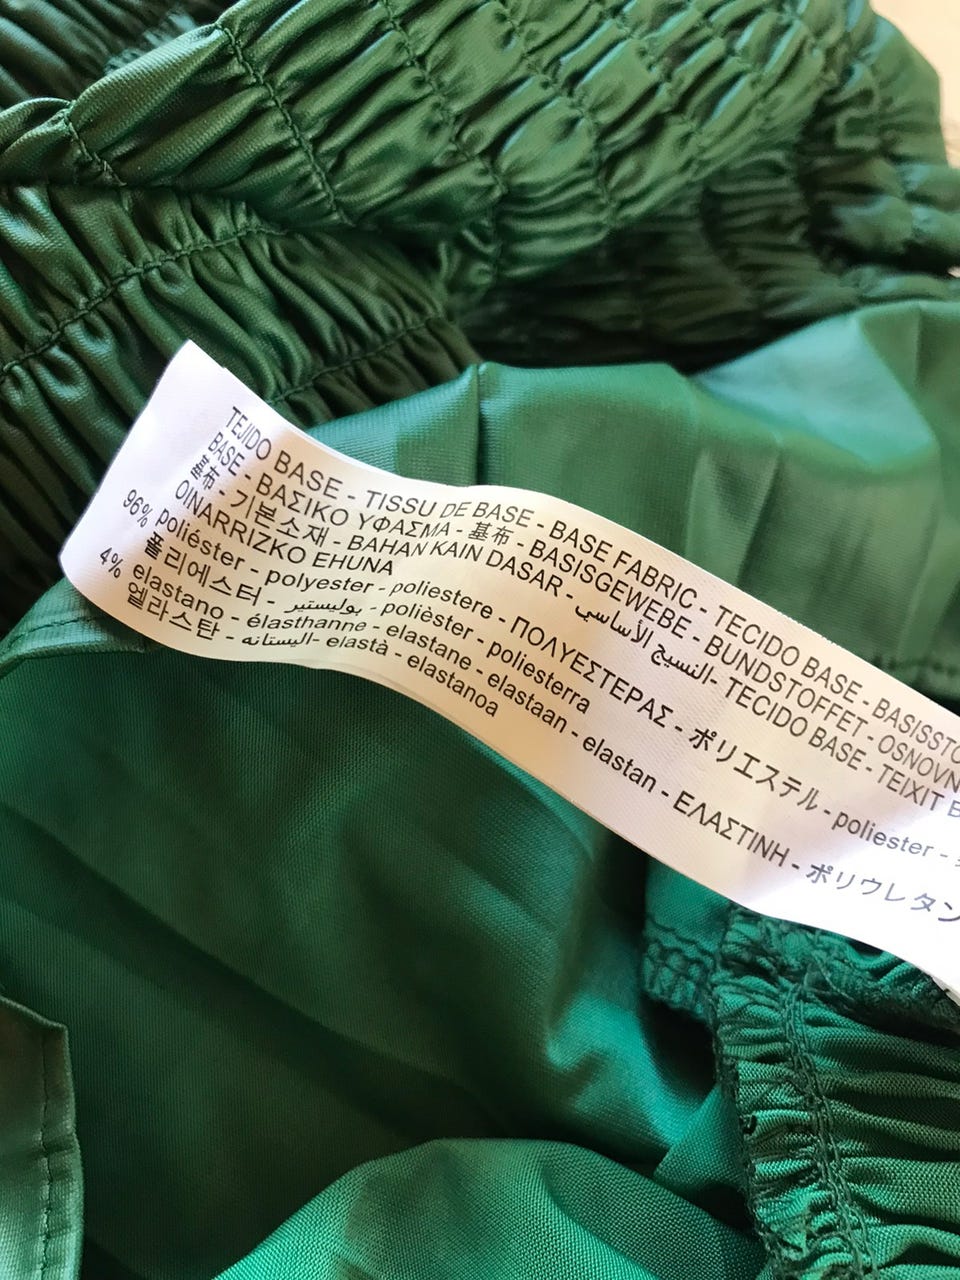 TEJIDO BASE - TISSU DE BASE - BASE FABRIC - TECIDO BASE - BASISSTO
BASE - ΒΑΣΙΚΟ ΥΦΑΣΜΑ - 基布 - BASISGEWEBE - BUNDSTOFFET - OSNOVN
基布 - 기본소재 - BAHAN KAIN DASAR - النسيج الأساسي- TECIDO BASE - TEIXIT B
OINARRIZKO EHUNA
96% poliéster - polyester - poliestere - ΠΟΛΥΕΣΤΕΡΑΣ - ポリエステル - poliester -
폴리에스터 - بوليستير - polièster - poliesterra
4% elastano - élasthanne - elastane - elastaan - elastan - ΕΛΑΣΤΙΝΗ - ポリウレタン
엘라스탄 - اليستانه- elastà - elastanoa